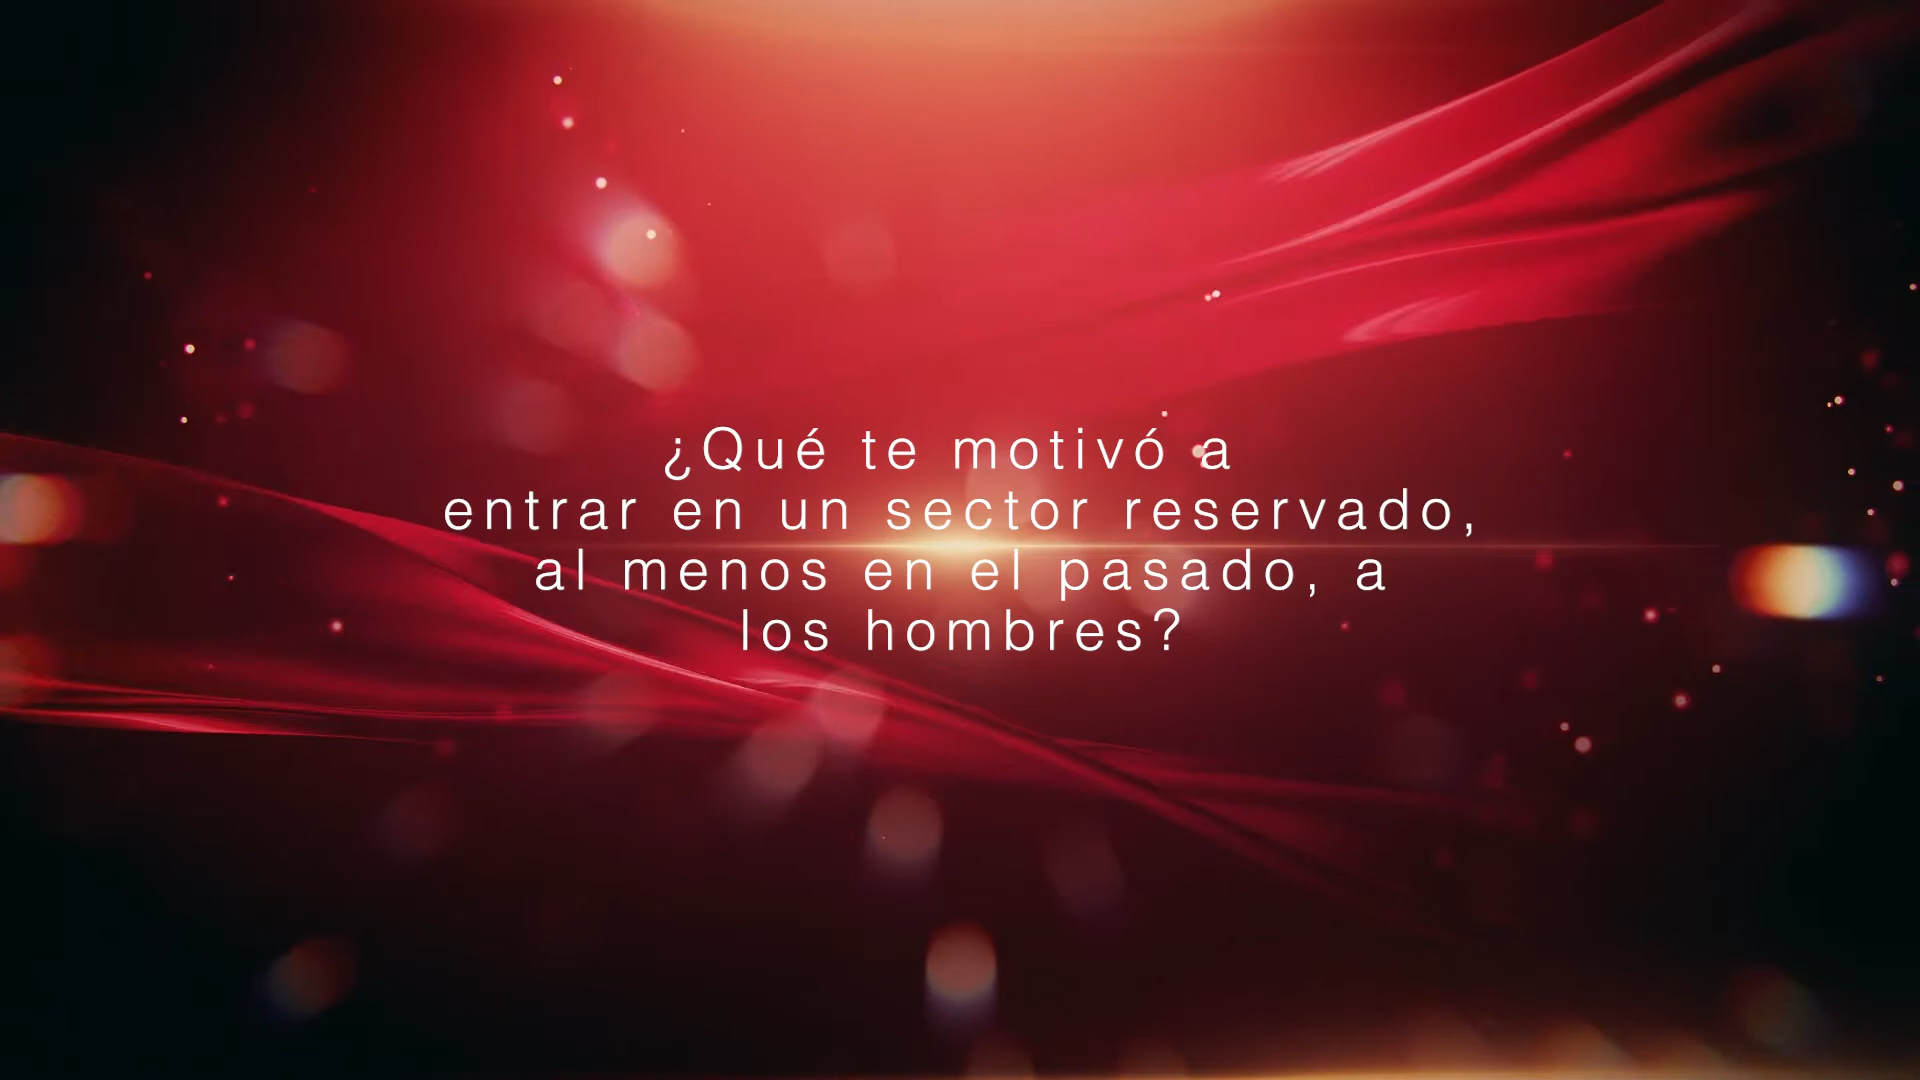 ¿Qué te motivó a
entrar en un sector reservado,
al menos en el pasado, a
los hombres?